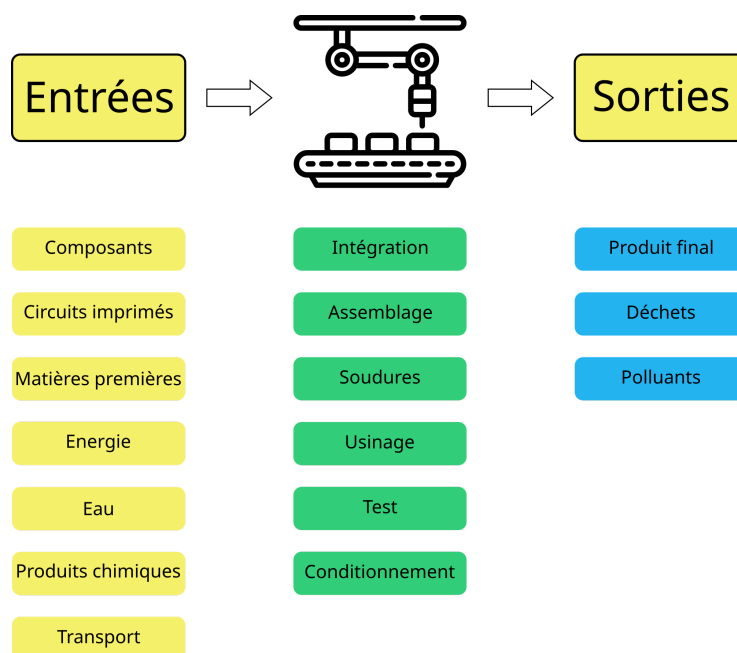 Entrées
Sorties
Composants
Intégration
Produit final
Circuits imprimés
Assemblage
Déchets
Matières premières
Soudures
Polluants
Energie
Usinage
Eau
Test
Produits chimiques
Conditionnement
Transport